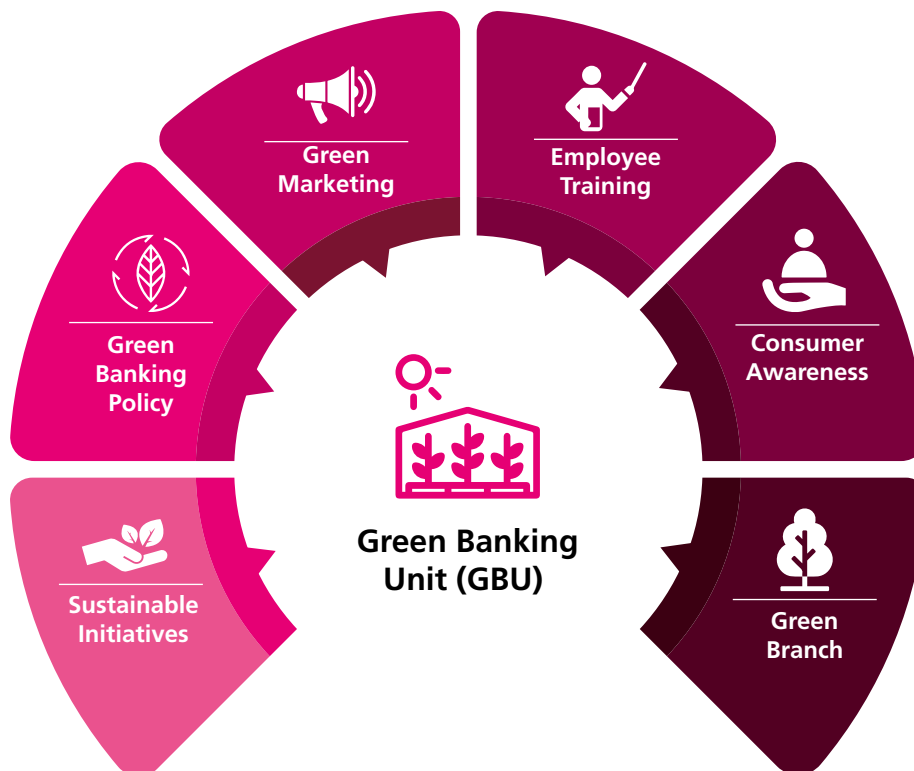 Green
Marketing
Employee
Training
Green
Banking
Policy
Consumer
Awareness
Green Banking
Unit (GBU)
Sustainable
Initiatives
Green
Branch